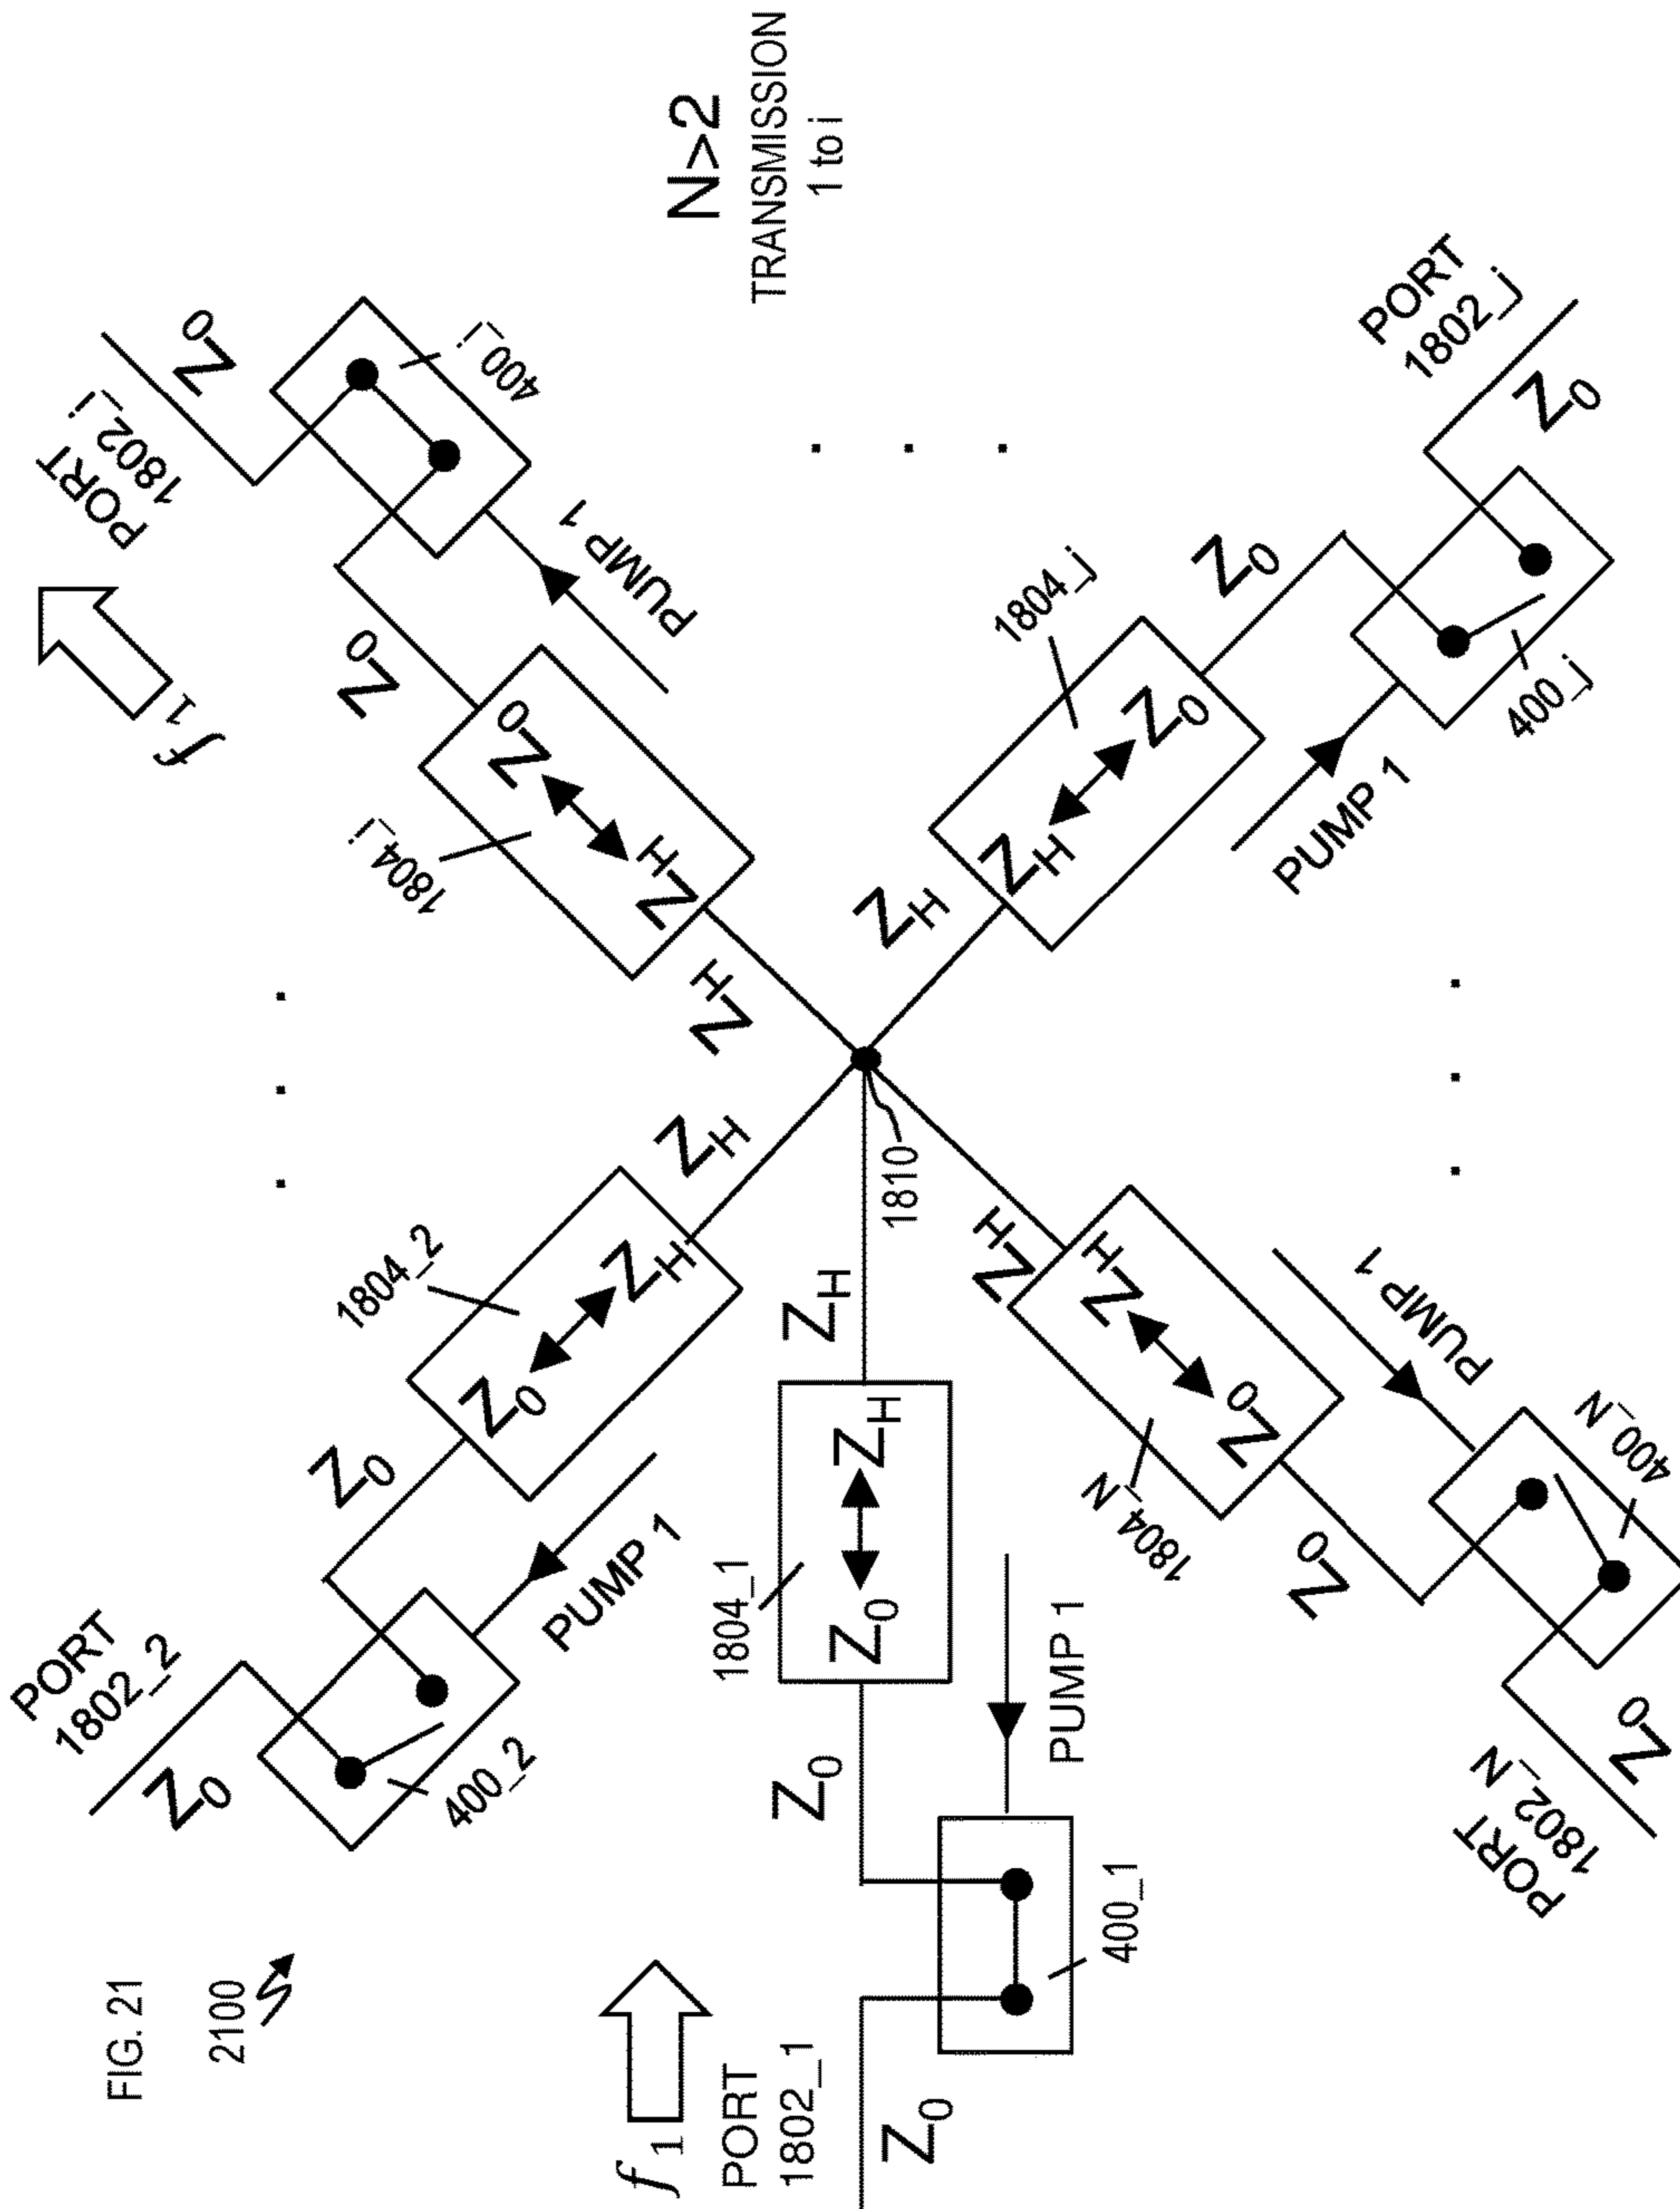 FIG. 21
2100
N>2
TRANSMISSION
1 to i
f1
PORT
1802_1
Z0
400_1
PUMP 1
Z0
1804_1
Z0 ZH
ZH
1810
PORT
1802_2
Z0
400_2
PUMP 1
Z0
1804_2
Z0 ZH
ZH
f1
PORT
1802_i
Z0
400_i
PUMP 1
Z0
1804_i
ZH Z0
ZH
PORT
1802_j
Z0
400_j
PUMP 1
Z0
1804_j
ZH Z0
ZH
PORT
1802_N
Z0
400_N
PUMP 1
Z0
1804_N
Z0 ZH
ZH